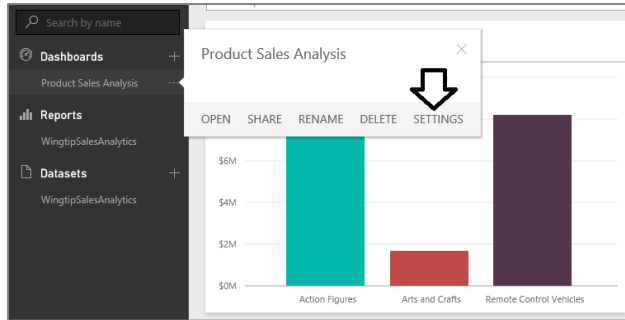 Search by name
Dashboards
Product Sales Analysis
Reports
WingtipSalesAnalytics
Datasets
WingtipSalesAnalytics
Product Sales Analysis
OPEN SHARE RENAME DELETE SETTINGS
$6M
$4M
$2M
$0M
Action Figures Arts and Crafts Remote Control Vehicles